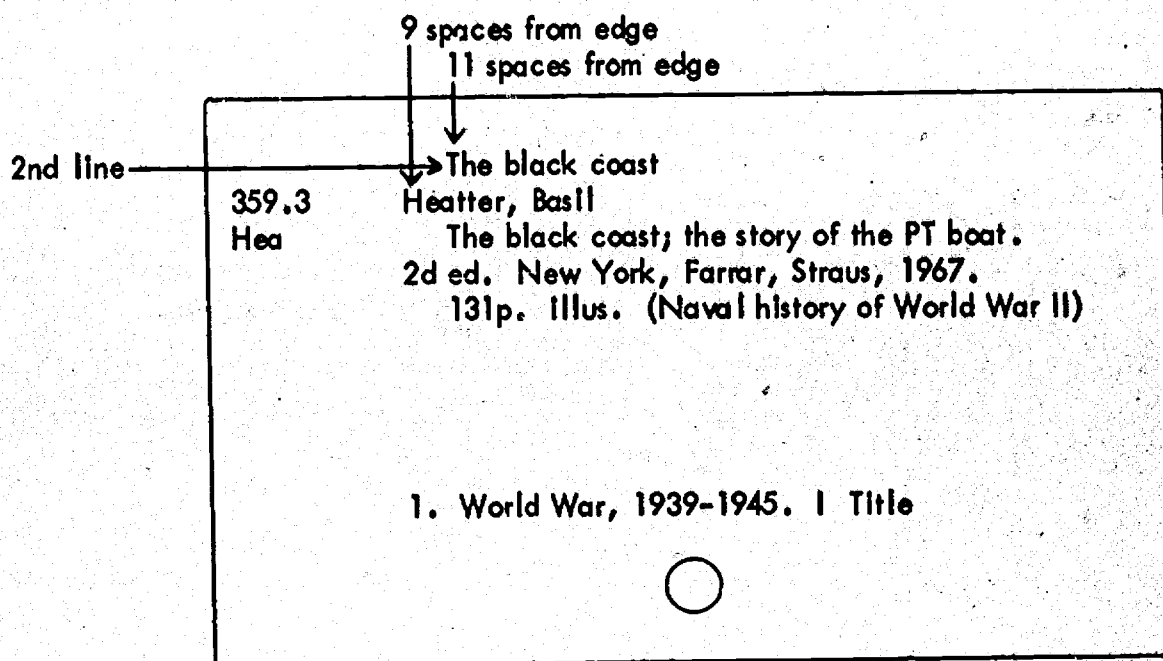 9 spaces from edge
11 spaces from edge
2nd line
The black coast
359.3 Heatter, Basil
Hea The black coast; the story of the PT boat.
2d ed. New York, Farrar, Straus, 1967.
131p. illus. (Naval history of World War II)
1. World War, 1939-1945. I Title